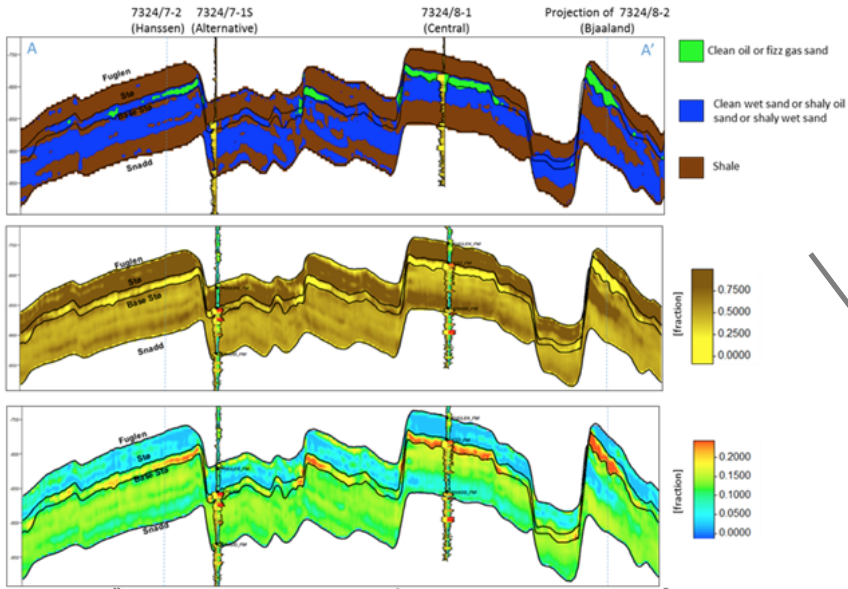 7324/7-2 7324/7-1S 7324/8-1 Projection of 7324/8-2
(Hanssen) (Alternative) (Central) (Bjaaland)
A A'
Fuglen
Stø
Base Stø
Snadd
Clean oil or fizz gas sand
Clean wet sand or shaly oil
sand or shaly wet sand
Shale
Fuglen
Stø
Base Stø
Snadd
[fraction]
0.7500
0.5000
0.2500
0.0000
Fuglen
Stø
Base Stø
Snadd
[fraction]
0.2000
0.1500
0.1000
0.0500
0.0000